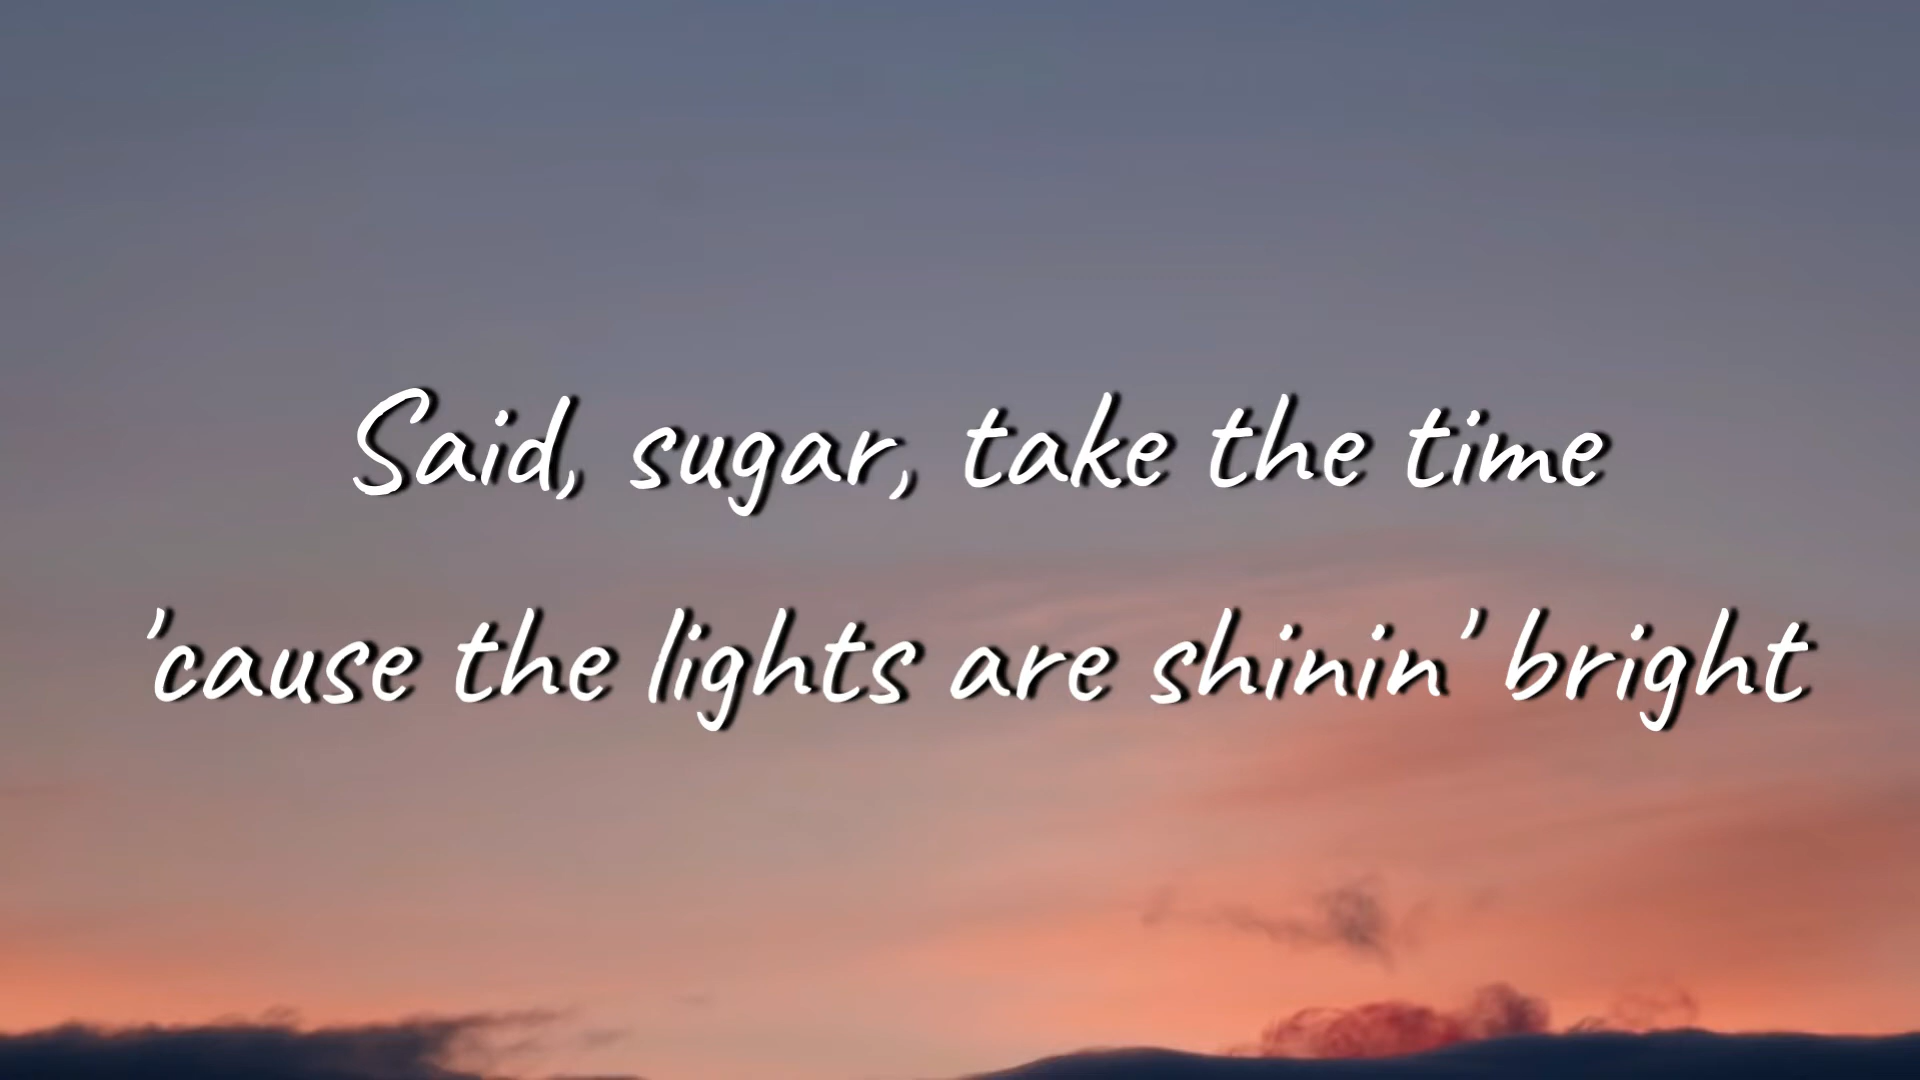 Said, sugar, take the time
'cause the lights are shinin' bright